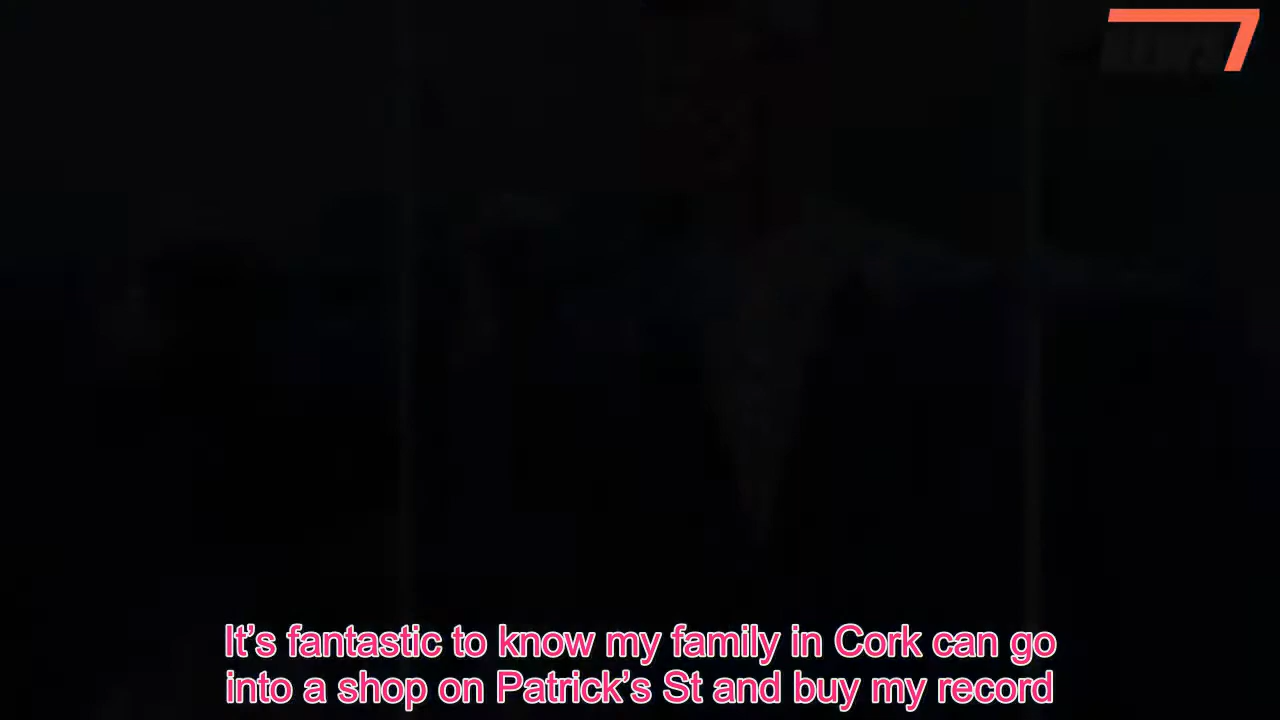 7
It’s fantastic to know my family in Cork can go
into a shop on Patrick’s St and buy my record